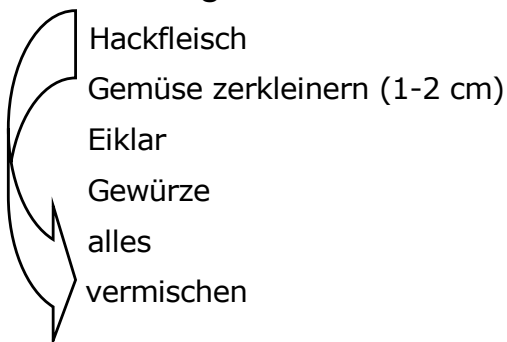 Hackfleisch
Gemüse zerkleinern (1-2 cm)
Eiklar
Gewürze
alles
vermischen